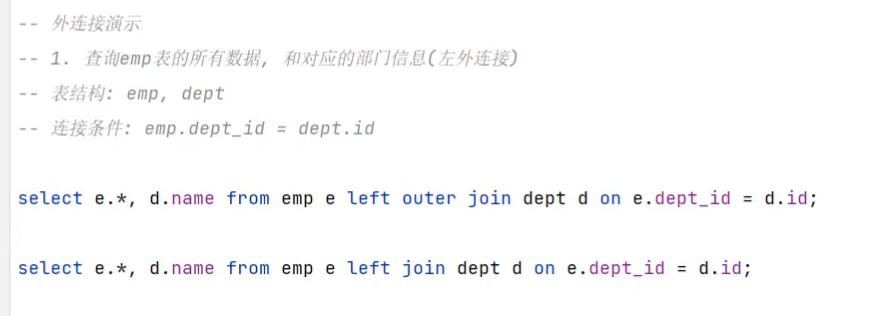 -- 外连接演示
-- 1. 查询emp表的所有数据, 和对应的部门信息(左外连接)
-- 表结构: emp, dept
-- 连接条件: emp.dept_id = dept.id
select e.*, d.name from emp e left outer join dept d on e.dept_id = d.id;
select e.*, d.name from emp e left join dept d on e.dept_id = d.id;